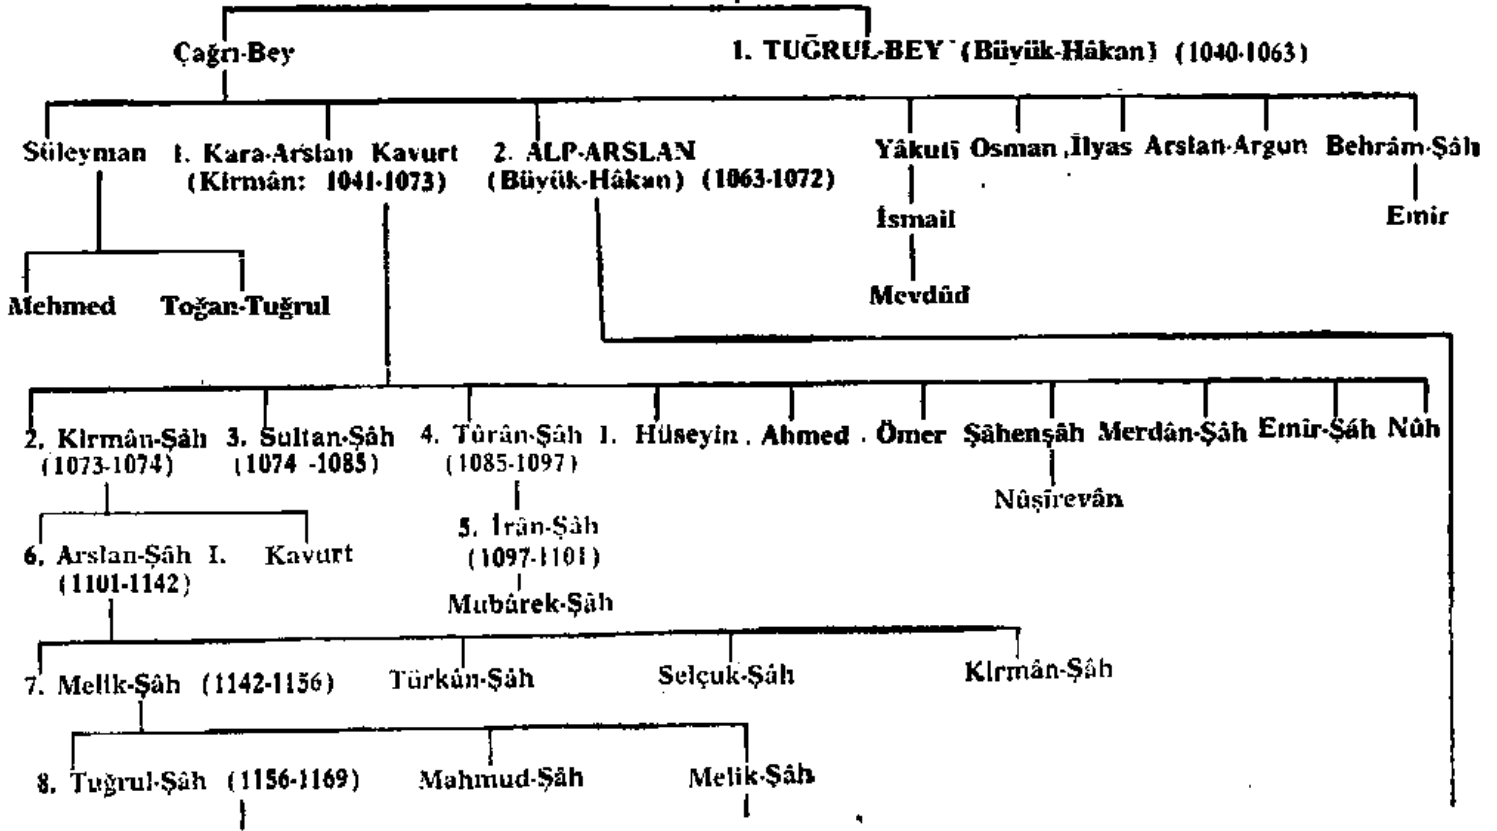 Çağrı-Bey
1. TUĞRUL-BEY (Büyük-Hâkan) (1040-1063)
Süleyman 1. Kara-Arslan Kavurt 2. ALP-ARSLAN Yâkutî Osman İlyas Arslan-Argun Behrâm-Şâh
(Kirmân: 1041-1073) (Büyük-Hâkan) (1063-1072)
İsmail Emir
Mehmed Toğan-Tuğrul Mevdûd
2. Kirmân-Şâh 3. Sultan-Şâh 4. Tûrân-Şâh I. Hüseyin Ahmed Ömer Şâhenşâh Merdân-Şâh Emir-Şâh Nûh
(1073-1074) (1074 -1085) (1085-1097)
Nûşîrevân
6. Arslan-Şâh I. Kavurt 5. Îrân-Şâh
(1101-1142) (1097-1101)
Mubârek-Şâh
7. Melik-Şâh (1142-1156) Türkân-Şâh Selçuk-Şâh Kirmân-Şâh
8. Tuğrul-Şâh (1156-1169) Mahmud-Şâh Melik-Şâh